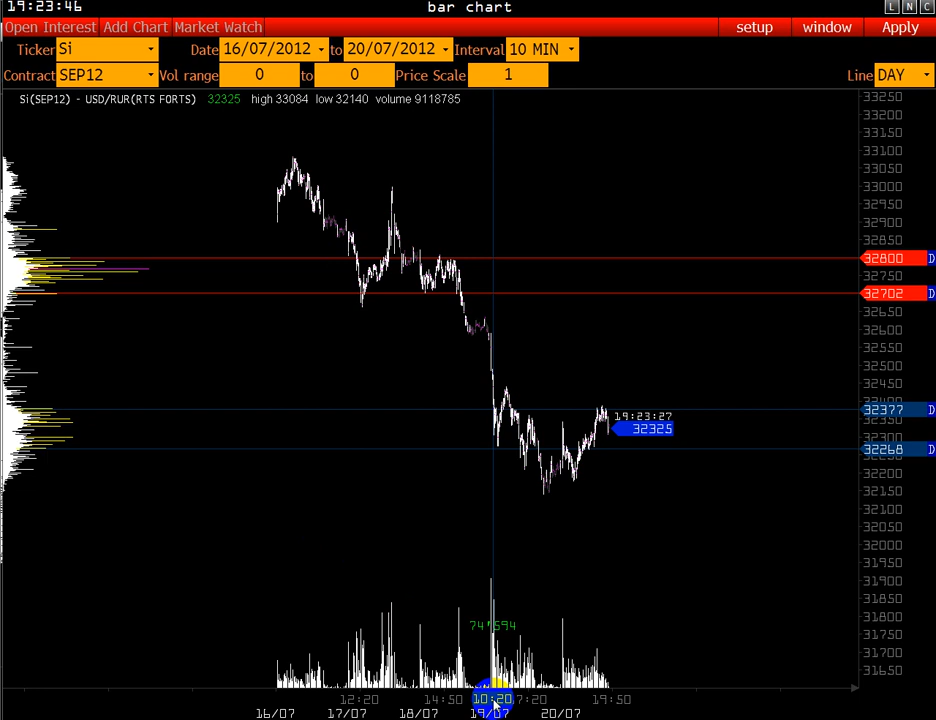 19:23:46 bar chart L N C
Open Interest Add Chart Market Watch setup window Apply
Ticker Si Date 16/07/2012 to 20/07/2012 Interval 10 MIN
Contract SEP12 Vol range 0 to 0 Price Scale 1 Line DAY
Si(SEP12) - USD/RUR(RTS FORTS) 32325 high 33084 low 32140 volume 9118785
33250
33200
33150
33100
33050
33000
32950
32900
32850
32800 D
32750
32702 D
32650
32600
32550
32500
32450
32377 D
19:23:27
32325
32300
32268 D
32200
32150
32100
32050
32000
31950
31900
31850
31800
31750
31700
31650
12:20 14:50 10:20 19:50
16/07 17/07 18/07 19/07 20/07